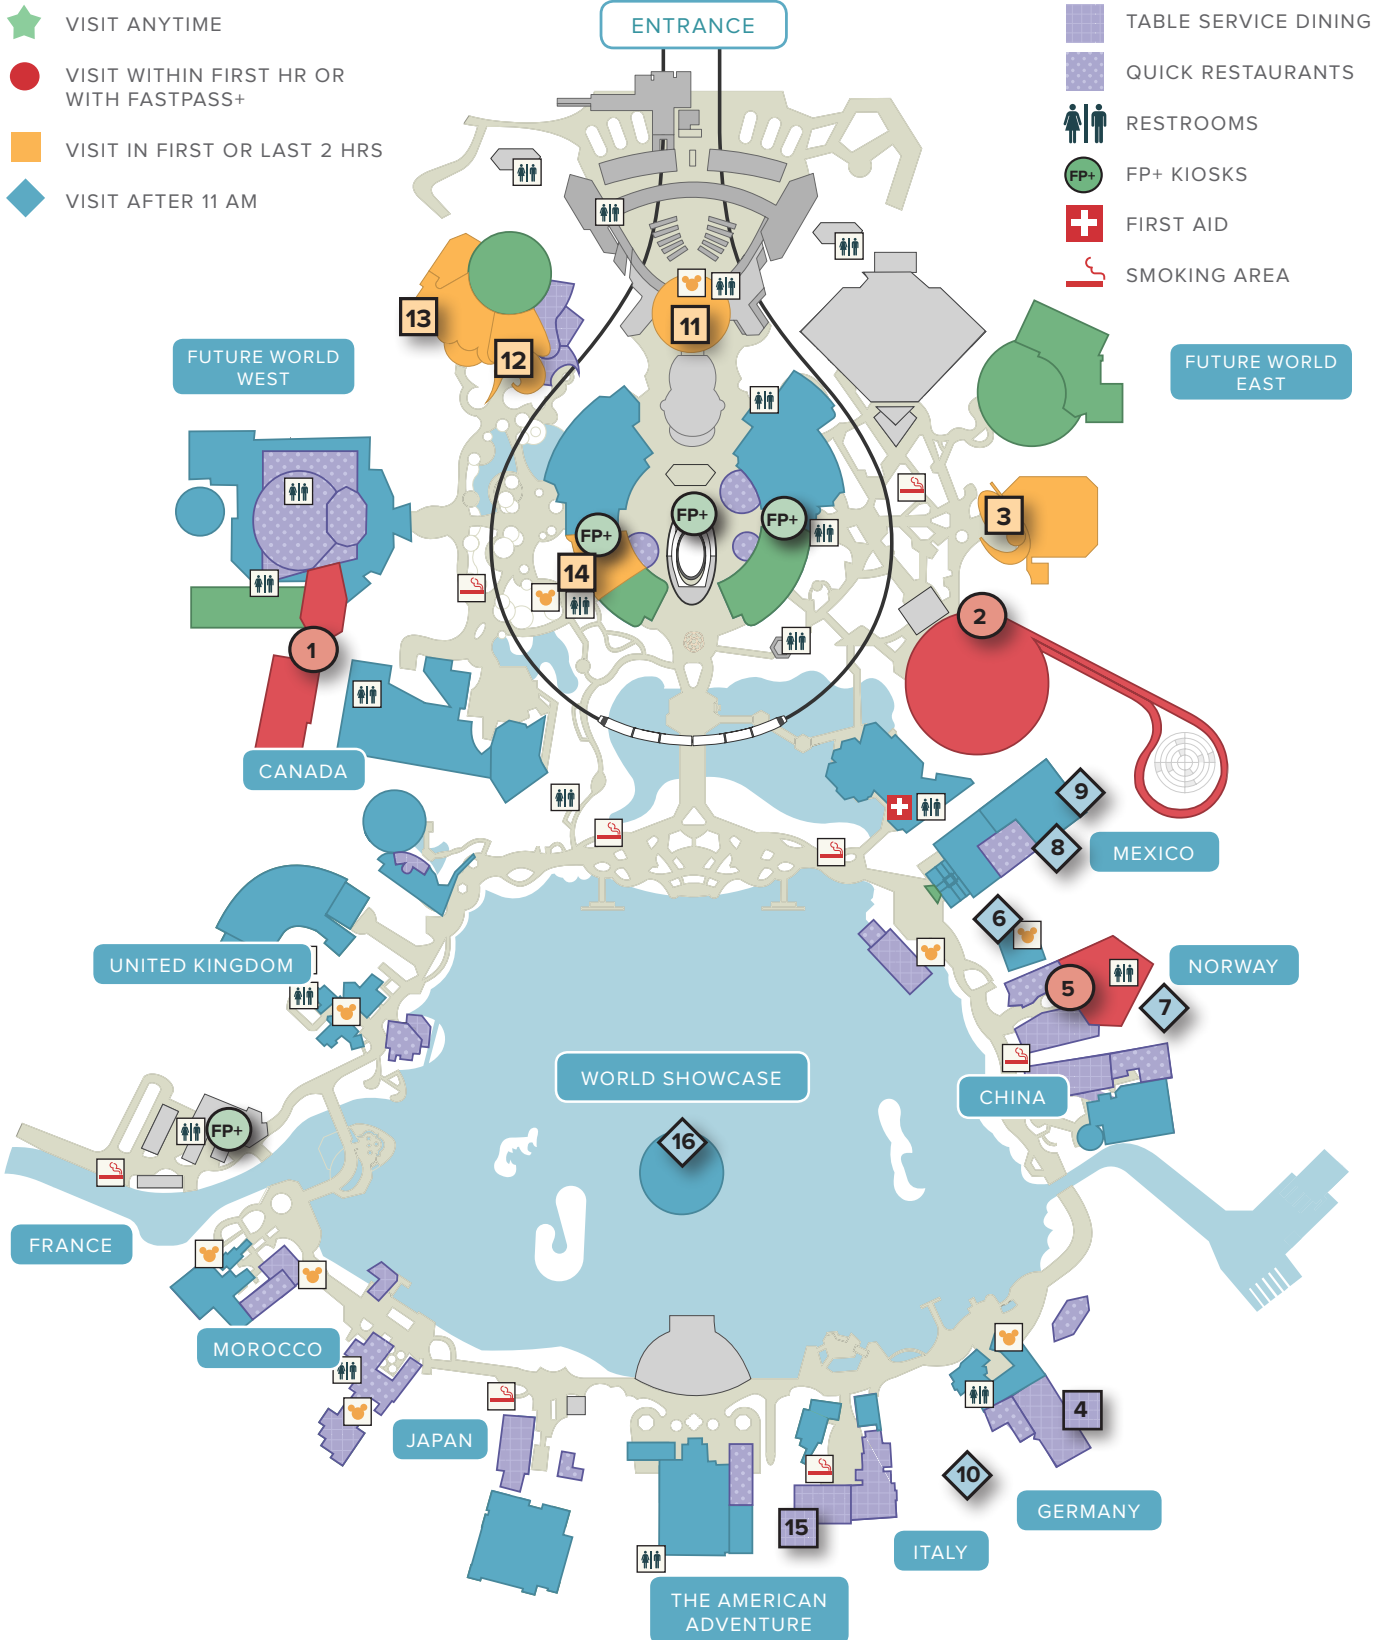 ENTRANCE
VISIT ANYTIME
VISIT WITHIN FIRST HR OR
WITH FASTPASS+
VISIT IN FIRST OR LAST 2 HRS
VISIT AFTER 11 AM
TABLE SERVICE DINING
QUICK RESTAURANTS
RESTROOMS
FP+
FP+ KIOSKS
FIRST AID
SMOKING AREA
13
12
11
FUTURE WORLD
WEST
FUTURE WORLD
EAST
3
FP+
FP+
FP+
14
2
1
CANADA
9
8
MEXICO
6
UNITED KINGDOM
NORWAY
5
7
WORLD SHOWCASE
CHINA
16
FP+
FRANCE
MOROCCO
4
JAPAN
10
GERMANY
15
ITALY
THE AMERICAN
ADVENTURE